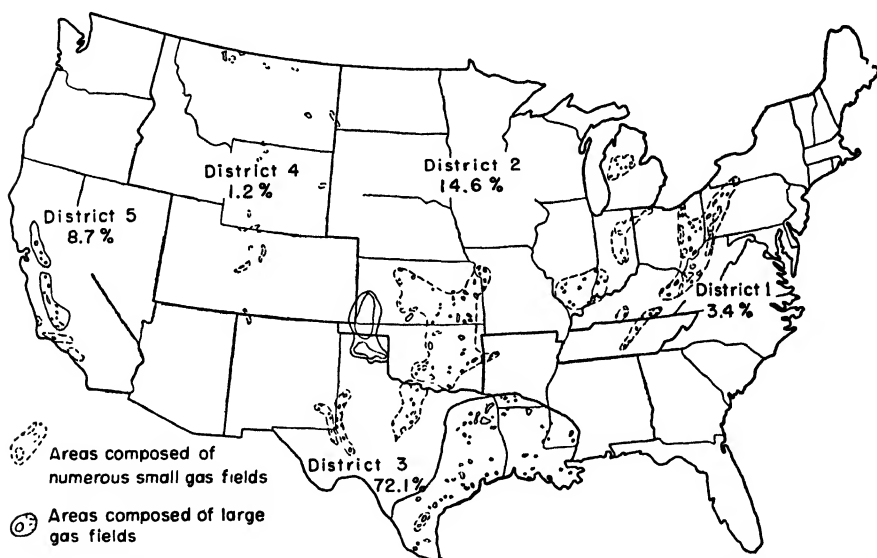 District 4
1.2 %
District 2
14.6 %
District 5
8.7 %
District 1
3.4 %
District 3
72.1%
Areas composed of
numerous small gas fields
Areas composed of large
gas fields